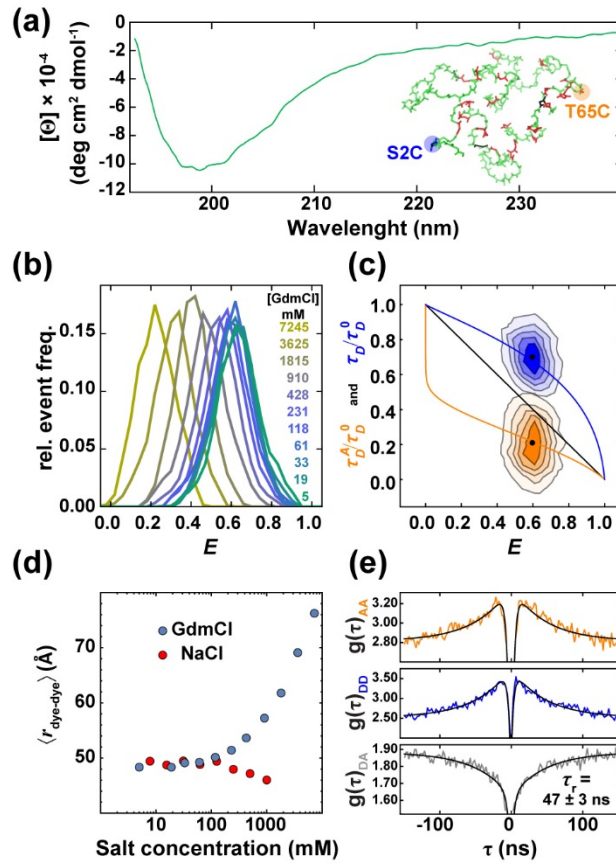 (a)
[Θ] × 10⁻⁴
(deg cm² dmol⁻¹)
0
-2
-4
-6
-8
-10
-12
S2C
T65C
200
210
220
230
Wavelenght (nm)
(b)
rel. event freq.
0.15
0.10
0.05
0.00
[GdmCl]
mM
7245
3625
1815
910
428
231
118
61
33
19
5
0.0 0.2 0.4 0.6 0.8 1.0
E
(c)
τ_D^A/τ_D^0 and τ_D/τ_D^0
1.0
0.8
0.6
0.4
0.2
0.0
0.0 0.2 0.4 0.6 0.8 1.0
E
(d)
⟨r_dye-dye⟩ (Å)
70
60
50
40
GdmCl
NaCl
10 100 1000
Salt concentration (mM)
(e)
g(τ)_AA
3.20
3.00
2.80
g(τ)_DD
3.50
3.00
2.50
g(τ)_DA
1.90
1.80
1.70
1.60
τ_r =
47 ± 3 ns
-100 0 100
τ (ns)